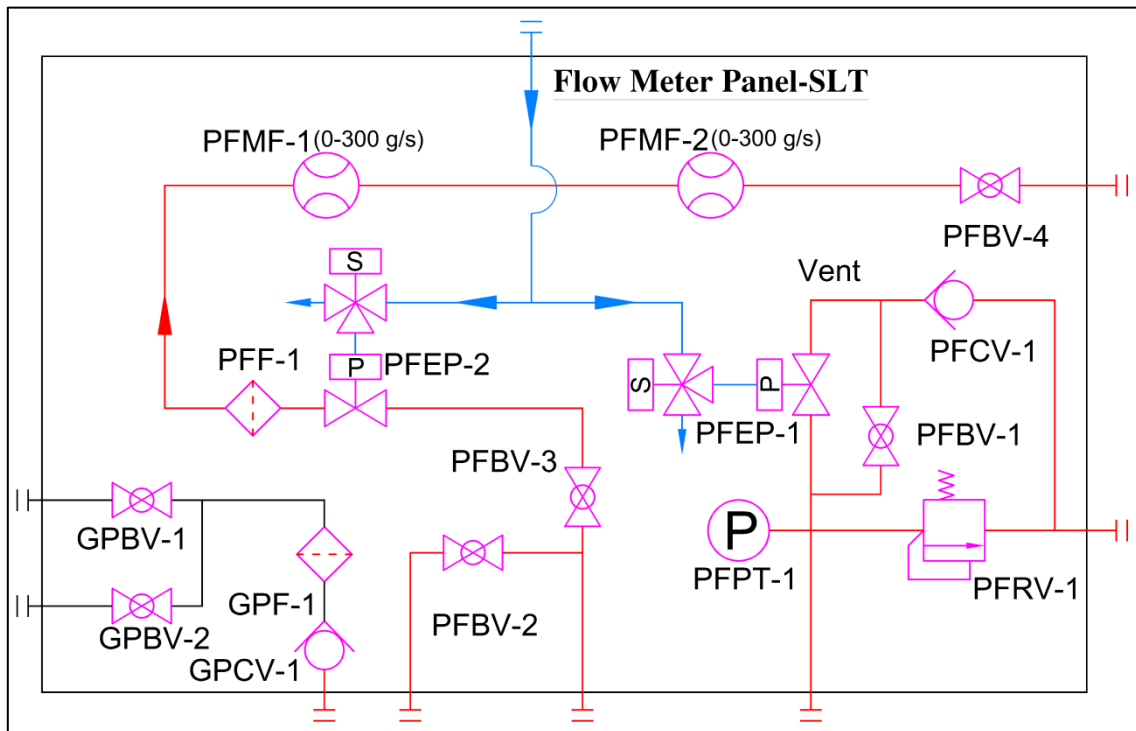 Flow Meter Panel-SLT
PFMF-1 (0-300 g/s)
PFMF-2 (0-300 g/s)
PFBV-4
S
Vent
PFF-1
P
PFEP-2
PFCV-1
S
P
PFEP-1
PFBV-1
PFBV-3
GPBV-1
P
PFPT-1
PFRV-1
GPF-1
PFBV-2
GPBV-2
GPCV-1